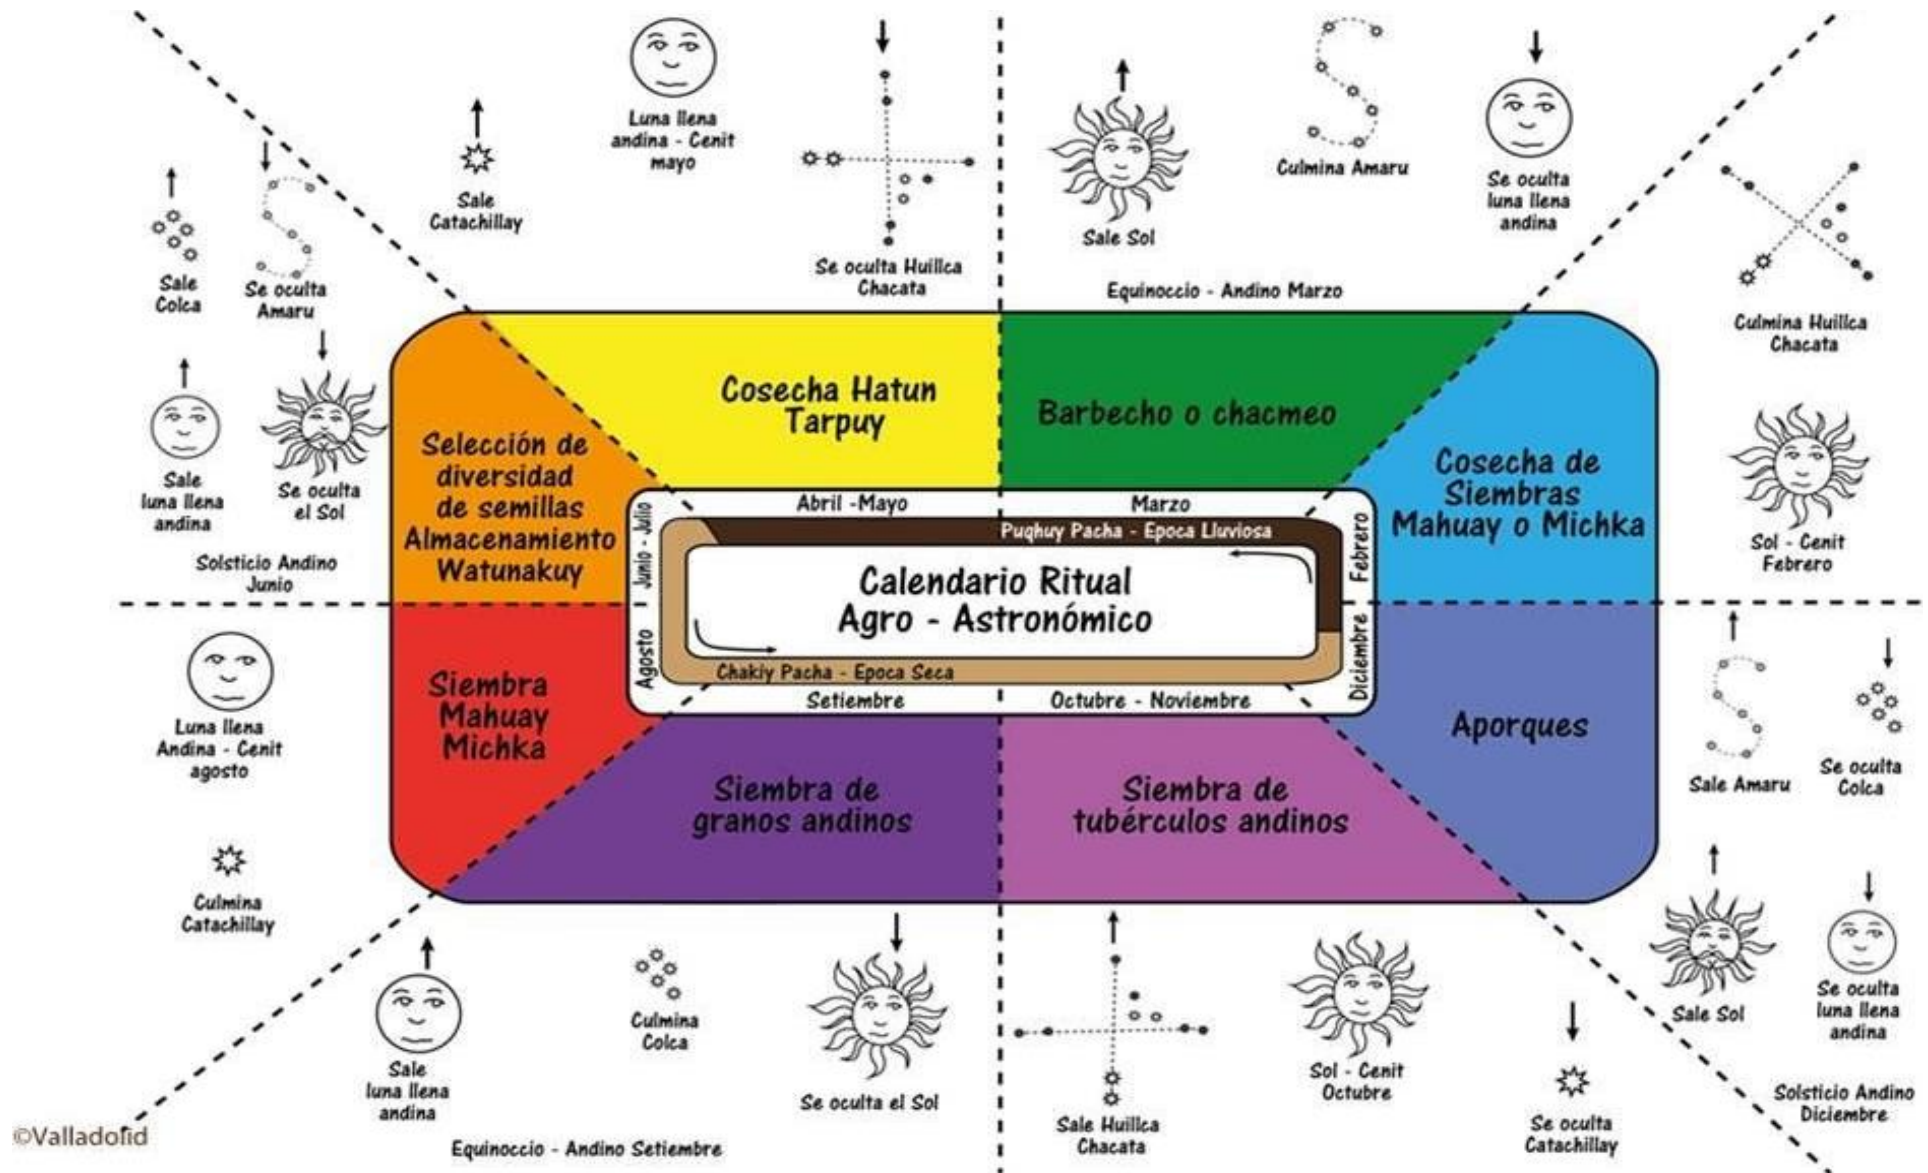 Luna llena
andina - Cenit
mayo
Sale
Catachillay
Se oculta Huillca
Chacata
Sale Sol
Culmina Amaru
Se oculta
luna llena
andina
Equinoccio - Andino Marzo
Culmina Huillca
Chacata
Sol - Cenit
Febrero
Sale
Colca
Se oculta
Amaru
Sale
luna llena
andina
Se oculta
el Sol
Solsticio Andino
Junio
Cosecha Hatun
Tarpuy
Barbecho o chacmeo
Cosecha de
Siembras
Mahuay o Michka
Selección de
diversidad
de semillas
Almacenamiento
Watunakuy
Abril -Mayo
Marzo
Junio - Julio
Febrero
Puqhuy Pacha - Epoca Lluviosa
Calendario Ritual
Agro - Astronómico
Chakiy Pacha - Epoca Seca
Agosto
Diciembre
Setiembre
Octubre - Noviembre
Siembra
Mahuay
Michka
Aporques
Siembra de
granos andinos
Siembra de
tubérculos andinos
Luna llena
Andina - Cenit
agosto
Culmina
Catachillay
Sale Amaru
Se oculta
Colca
Sale Sol
Se oculta
luna llena
andina
Solsticio Andino
Diciembre
Sale
luna llena
andina
Culmina
Colca
Se oculta el Sol
Equinoccio - Andino Setiembre
Sale Huillca
Chacata
Sol - Cenit
Octubre
Se oculta
Catachillay
©Valladolid